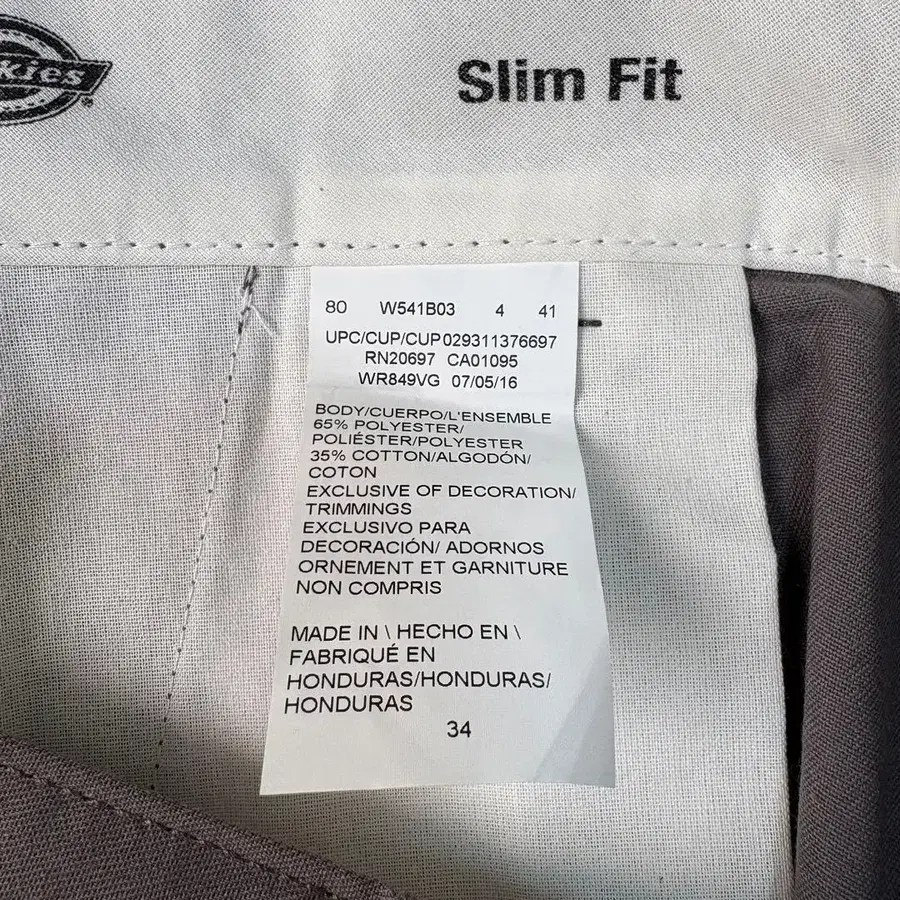 kies
Slim Fit
80 W541B03 4 41
UPC/CUP/CUP029311376697
RN20697 CA01095
WR849VG 07/05/16
BODY/CUERPO/L'ENSEMBLE
65% POLYESTER/
POLIÉSTER/POLYESTER
35% COTTON/ALGODÓN/
COTON
EXCLUSIVE OF DECORATION/
TRIMMINGS
EXCLUSIVO PARA
DECORACIÓN/ ADORNOS
ORNEMENT ET GARNITURE
NON COMPRIS
MADE IN \ HECHO EN \
FABRIQUÉ EN
HONDURAS/HONDURAS/
HONDURAS
34